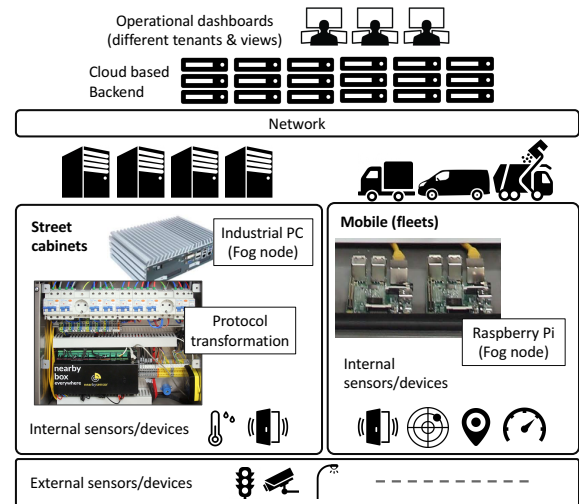 Operational dashboards
(different tenants & views)
Cloud based
Backend
Network
Street
cabinets
Industrial PC
(Fog node)
Protocol
transformation
nearby
box
everywhere
nearbysensor
Internal sensors/devices
Mobile (fleets)
Raspberry Pi
(Fog node)
Internal
sensors/devices
External sensors/devices